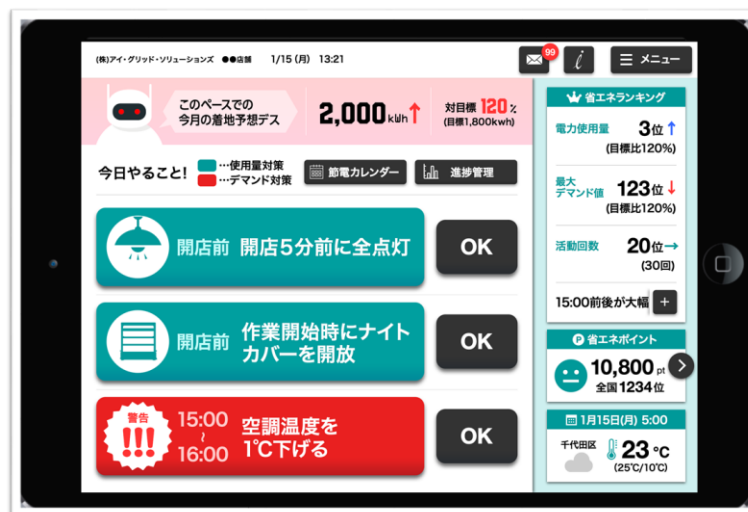 (株)アイ・グリッド・ソリューションズ ●●店舗 1/15(月) 13:21
99
i
メニュー
このペースでの
今月の着地予想デス
2,000kWh↑
対目標 120%
(目標1,800kwh)
今日やること!
…使用量対策
…デマンド対策
節電カレンダー
進捗管理
開店前 開店5分前に全点灯
OK
開店前 作業開始時にナイト
カバーを開放
OK
警告
!!!
15:00
~
16:00
空調温度を
1℃下げる
OK
省エネランキング
電力使用量 3位↑
(目標比120%)
最大
デマンド値 123位↓
(目標比120%)
活動回数 20位→
(30回)
15:00前後が大幅 +
P 省エネポイント
10,800 pt
全国1234位
1月15日(月) 5:00
千代田区
23℃
(25℃/10℃)